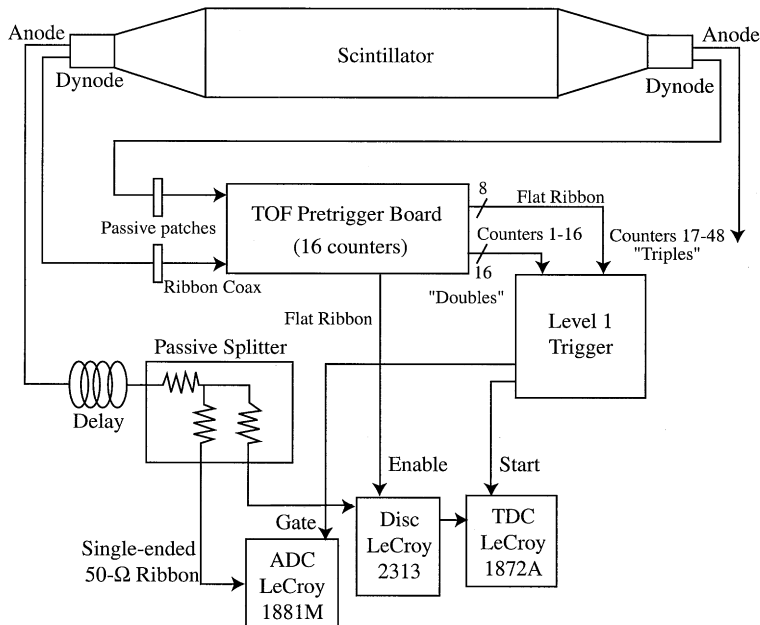 Anode
Scintillator
Anode
Dynode
Dynode
8
Flat Ribbon
TOF Pretrigger Board
(16 counters)
Passive patches
Counters 1-16
Counters 17-48
"Triples"
16
Ribbon Coax
"Doubles"
Flat Ribbon
Level 1
Trigger
Passive Splitter
Delay
Enable
Start
Gate
Disc
LeCroy
2313
TDC
LeCroy
1872A
Single-ended
50-Ω Ribbon
ADC
LeCroy
1881M